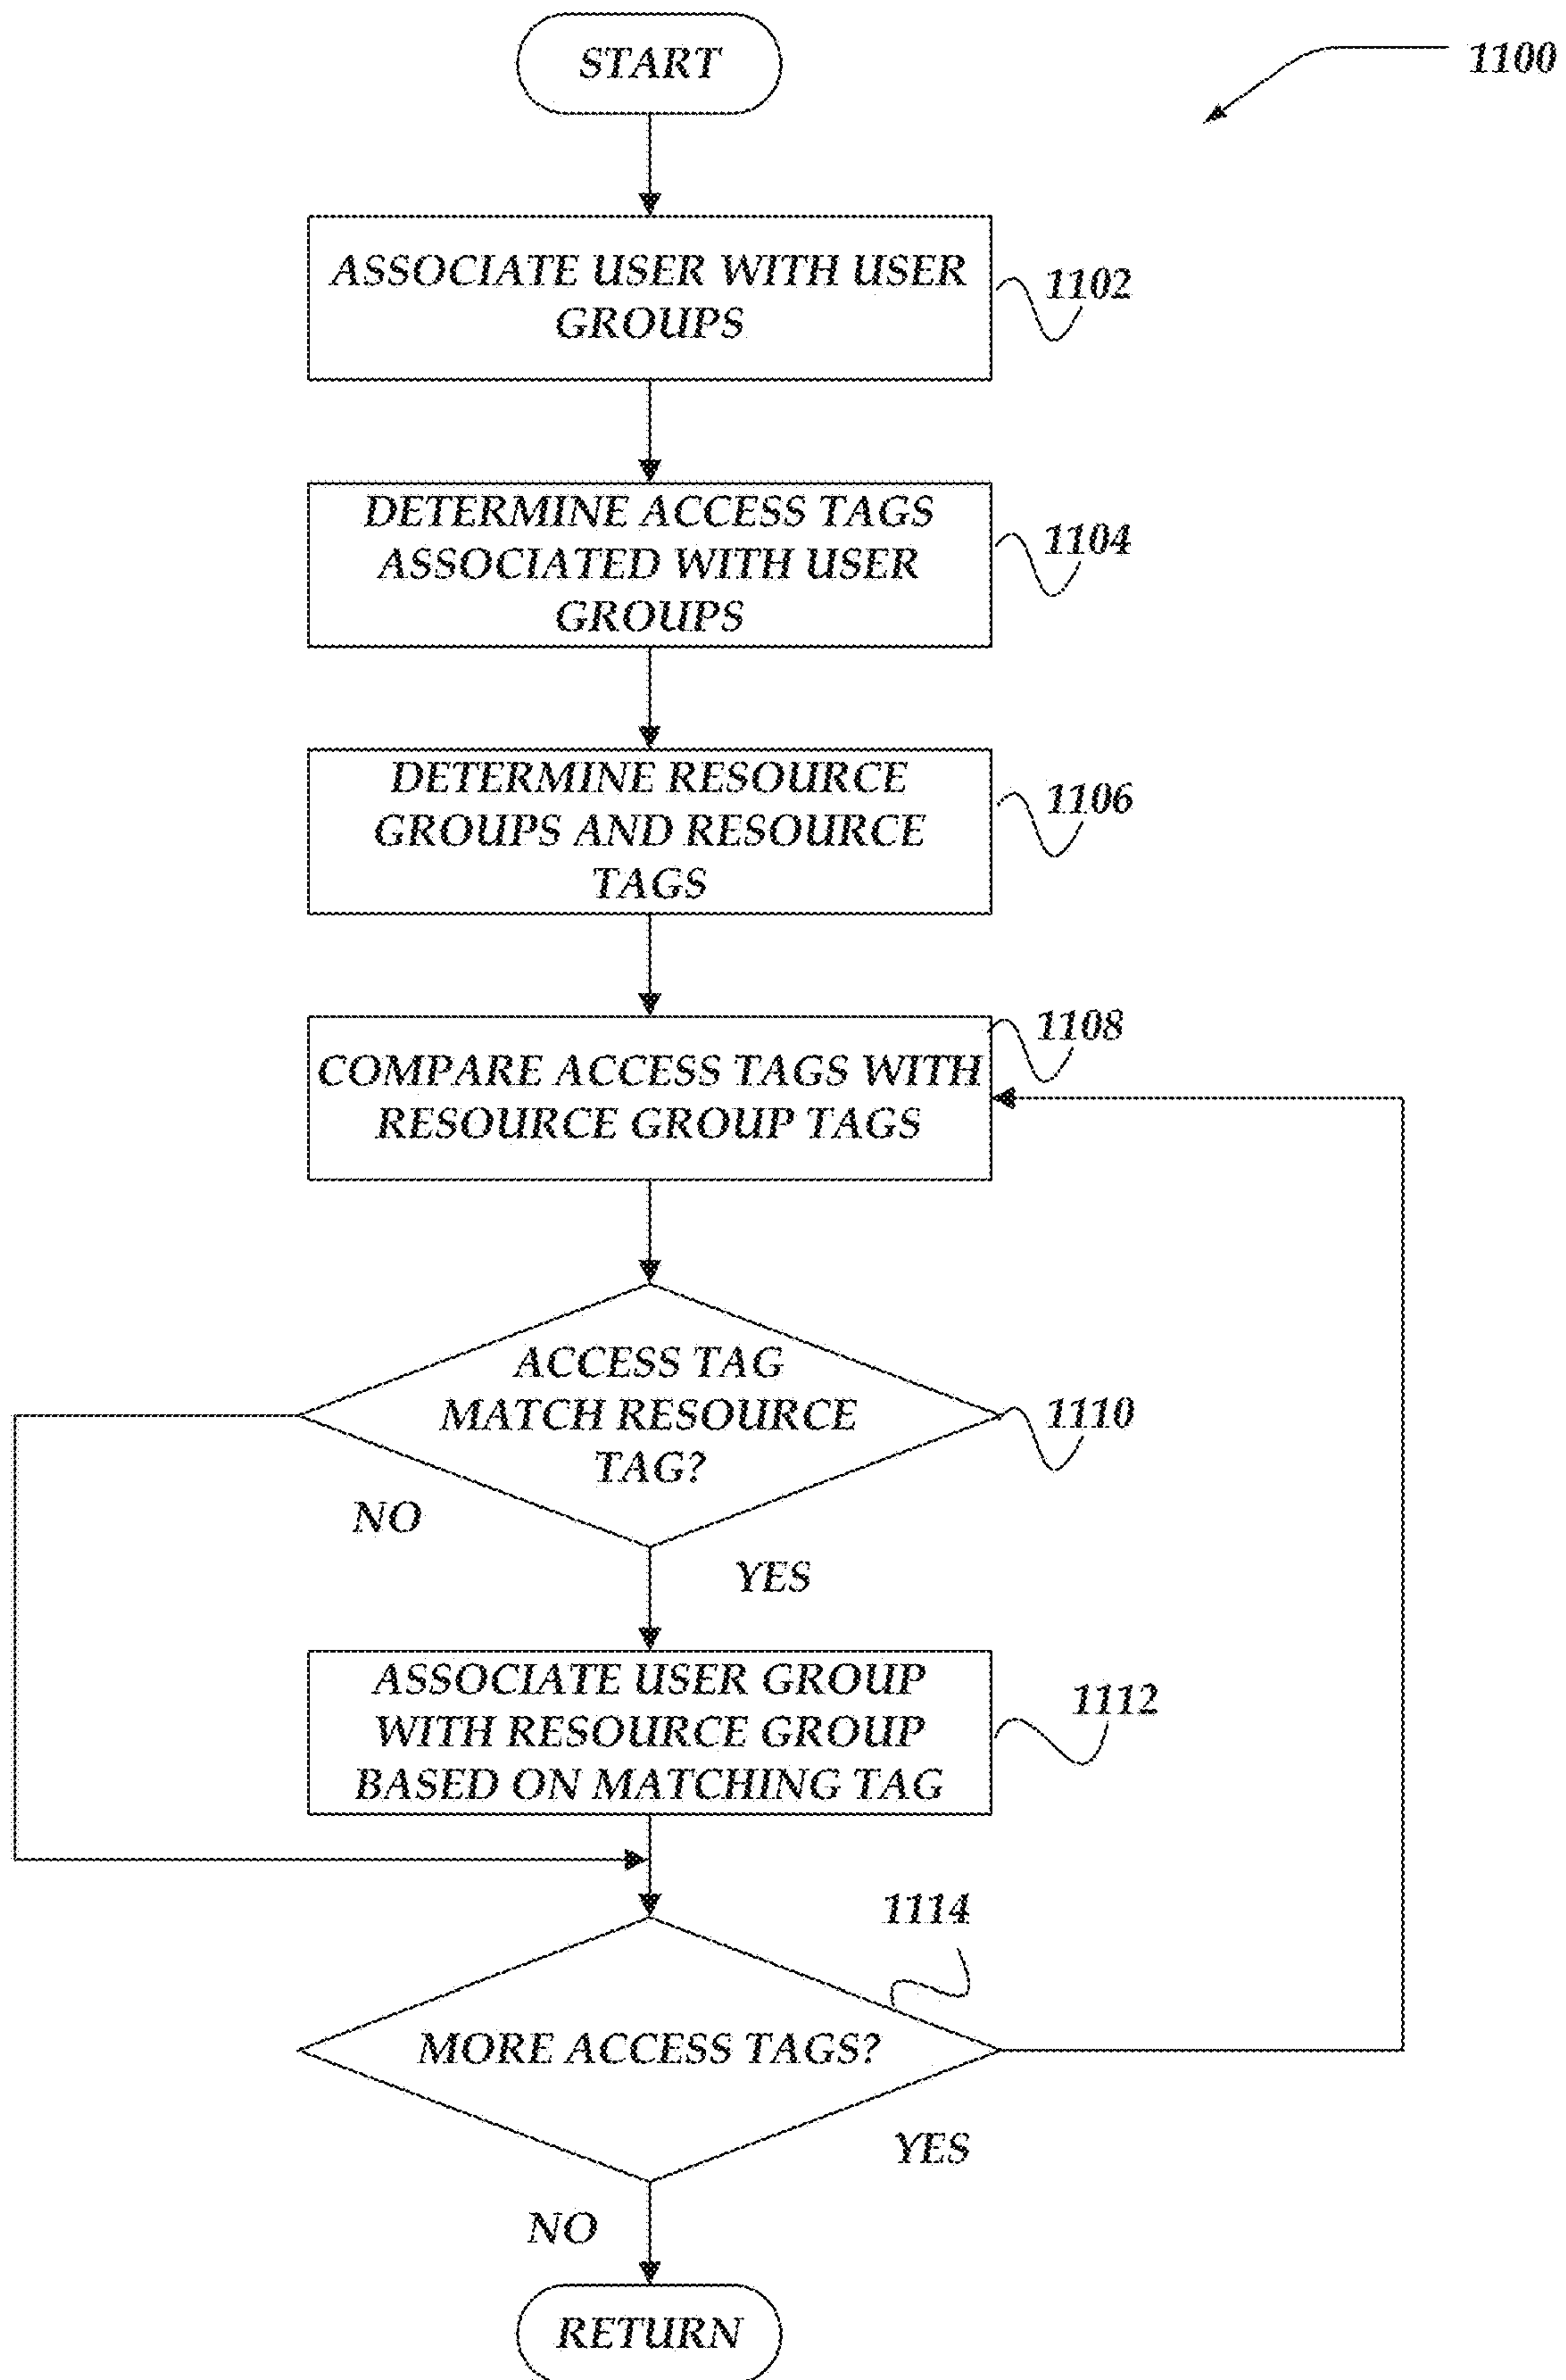 START
1100
ASSOCIATE USER WITH USER
GROUPS
1102
DETERMINE ACCESS TAGS
ASSOCIATED WITH USER
GROUPS
1104
DETERMINE RESOURCE
GROUPS AND RESOURCE
TAGS
1106
COMPARE ACCESS TAGS WITH
RESOURCE GROUP TAGS
1108
ACCESS TAG
MATCH RESOURCE
TAG?
1110
NO
YES
ASSOCIATE USER GROUP
WITH RESOURCE GROUP
BASED ON MATCHING TAG
1112
1114
MORE ACCESS TAGS?
YES
NO
RETURN